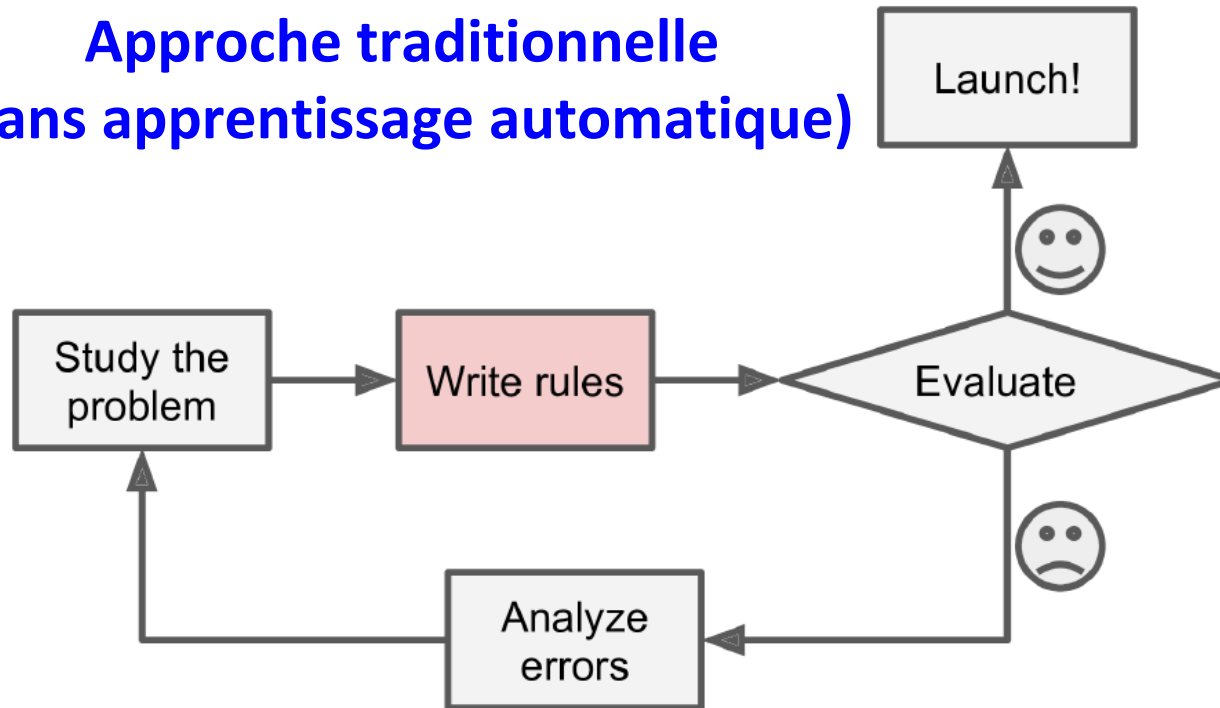 Approche traditionnelle
ans apprentissage automatique)
Launch!
Study the
problem
Write rules
Evaluate
Analyze
errors